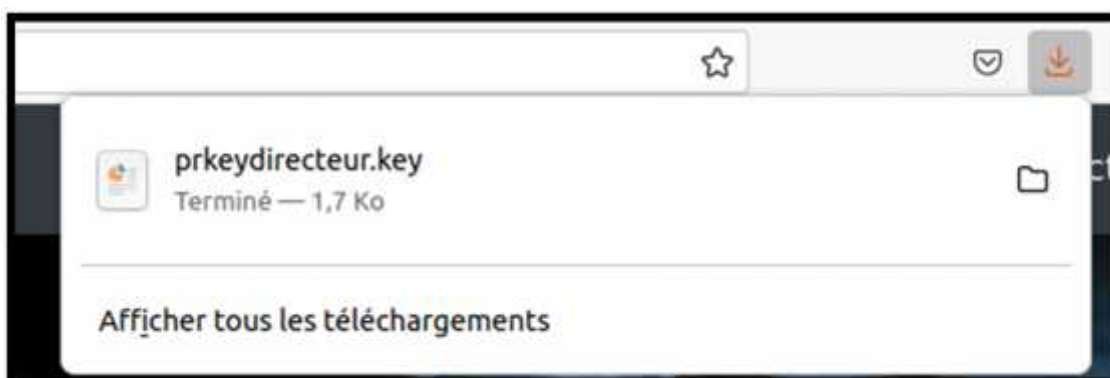 prkeydirecteur.key
Terminé — 1,7 Ko
Afficher tous les téléchargements